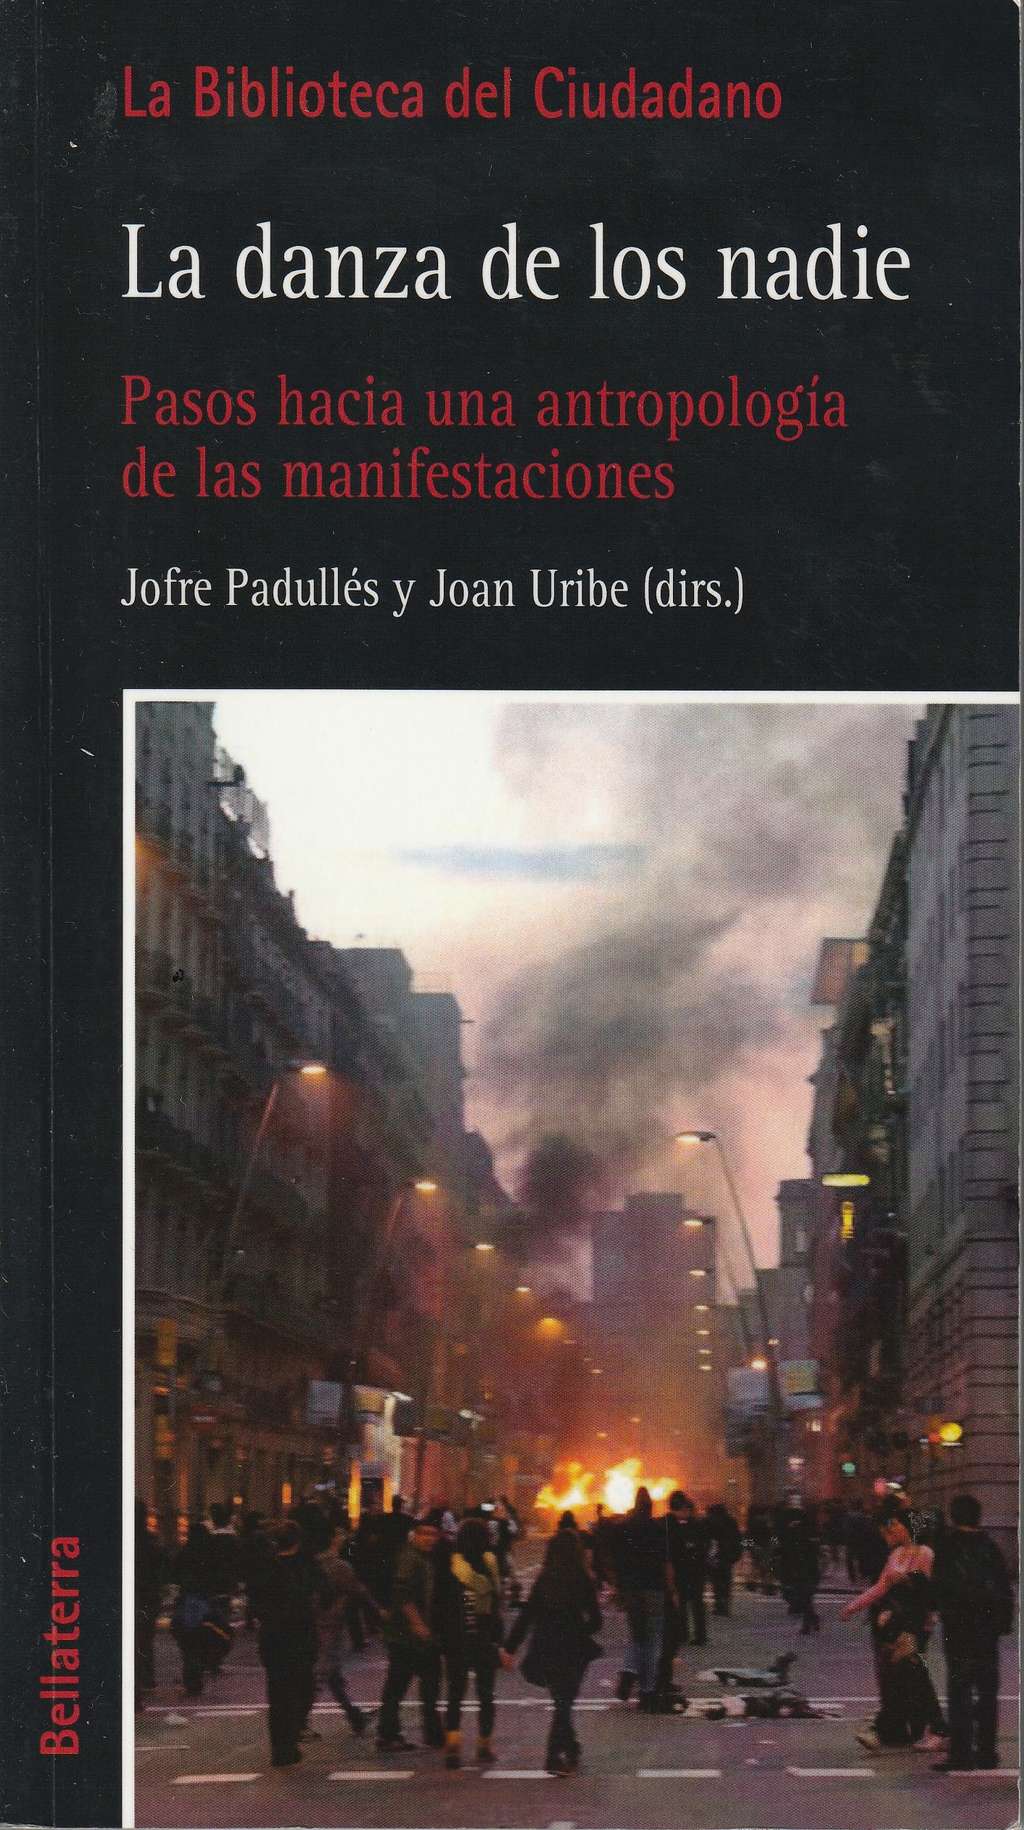 La Biblioteca del Ciudadano
La danza de los nadie
Pasos hacia una antropología
de las manifestaciones
Jofre Padullés y Joan Uribe (dirs.)
Bellaterra